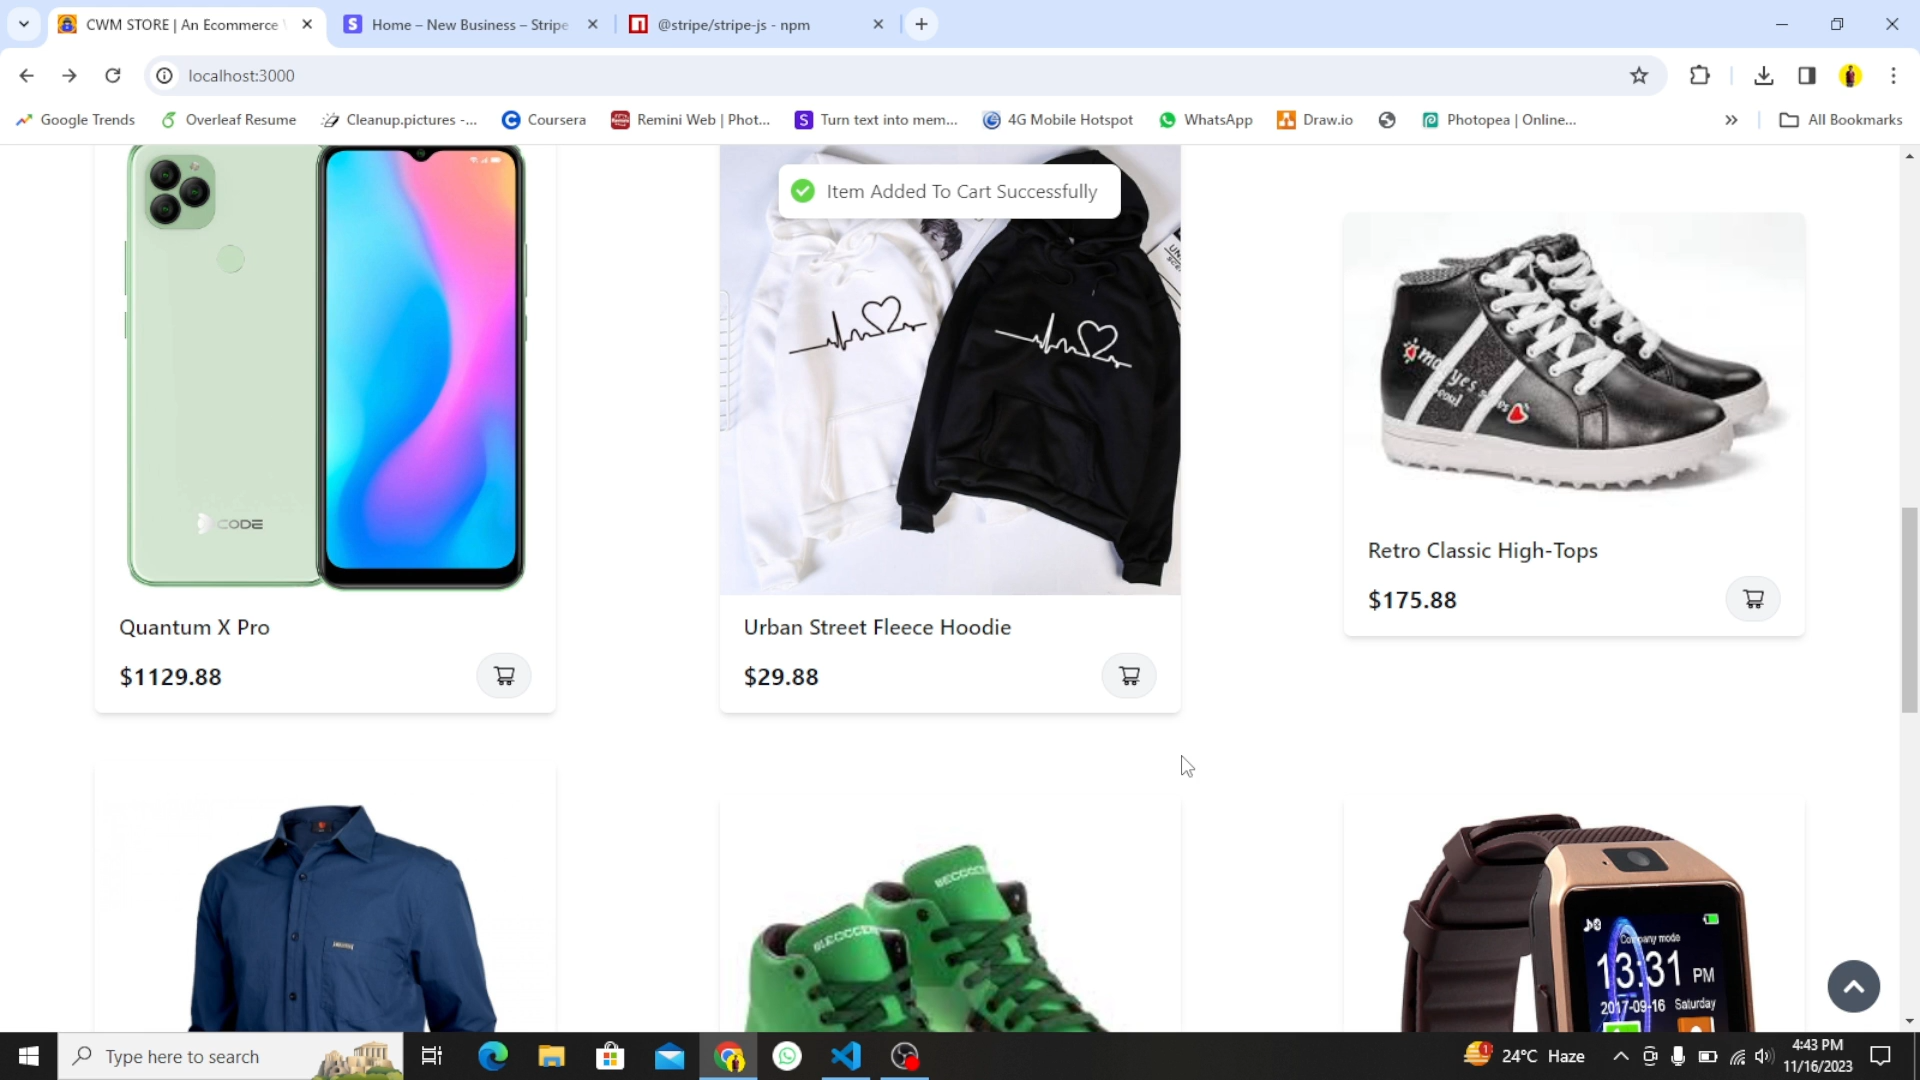 CWM STORE | An Ecommerce
Home – New Business – Stripe
@stripe/stripe-js - npm
localhost:3000
Google Trends
Overleaf Resume
Cleanup.pictures -...
Coursera
Remini Web | Phot...
Turn text into mem...
4G Mobile Hotspot
WhatsApp
Draw.io
Photopea | Online...
All Bookmarks
Item Added To Cart Successfully
CODE
Quantum X Pro
$1129.88
Urban Street Fleece Hoodie
$29.88
Retro Classic High-Tops
$175.88
Company mode
13:31 PM
2017-09-16 Saturday
Type here to search
24°C Haze
4:43 PM
11/16/2023